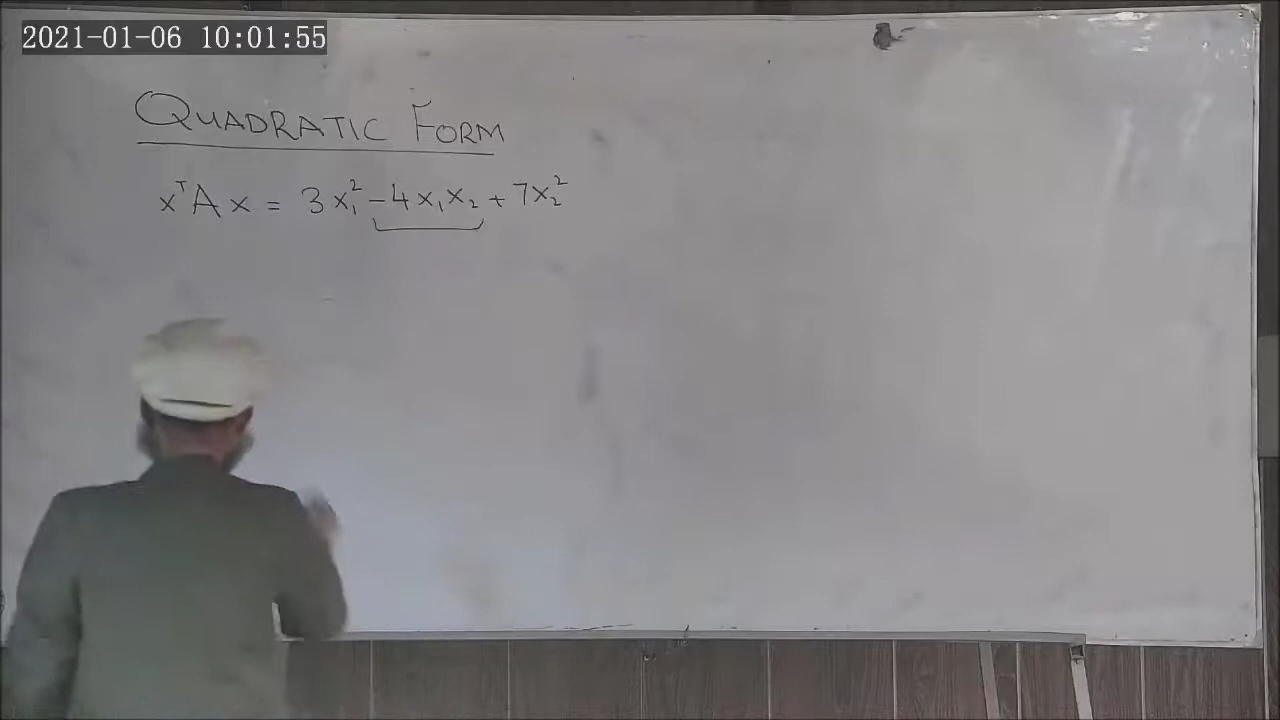 2021-01-06 10:01:55
QUADRATIC FORM
xᵀAx = 3x₁² - 4x₁x₂ + 7x₂²